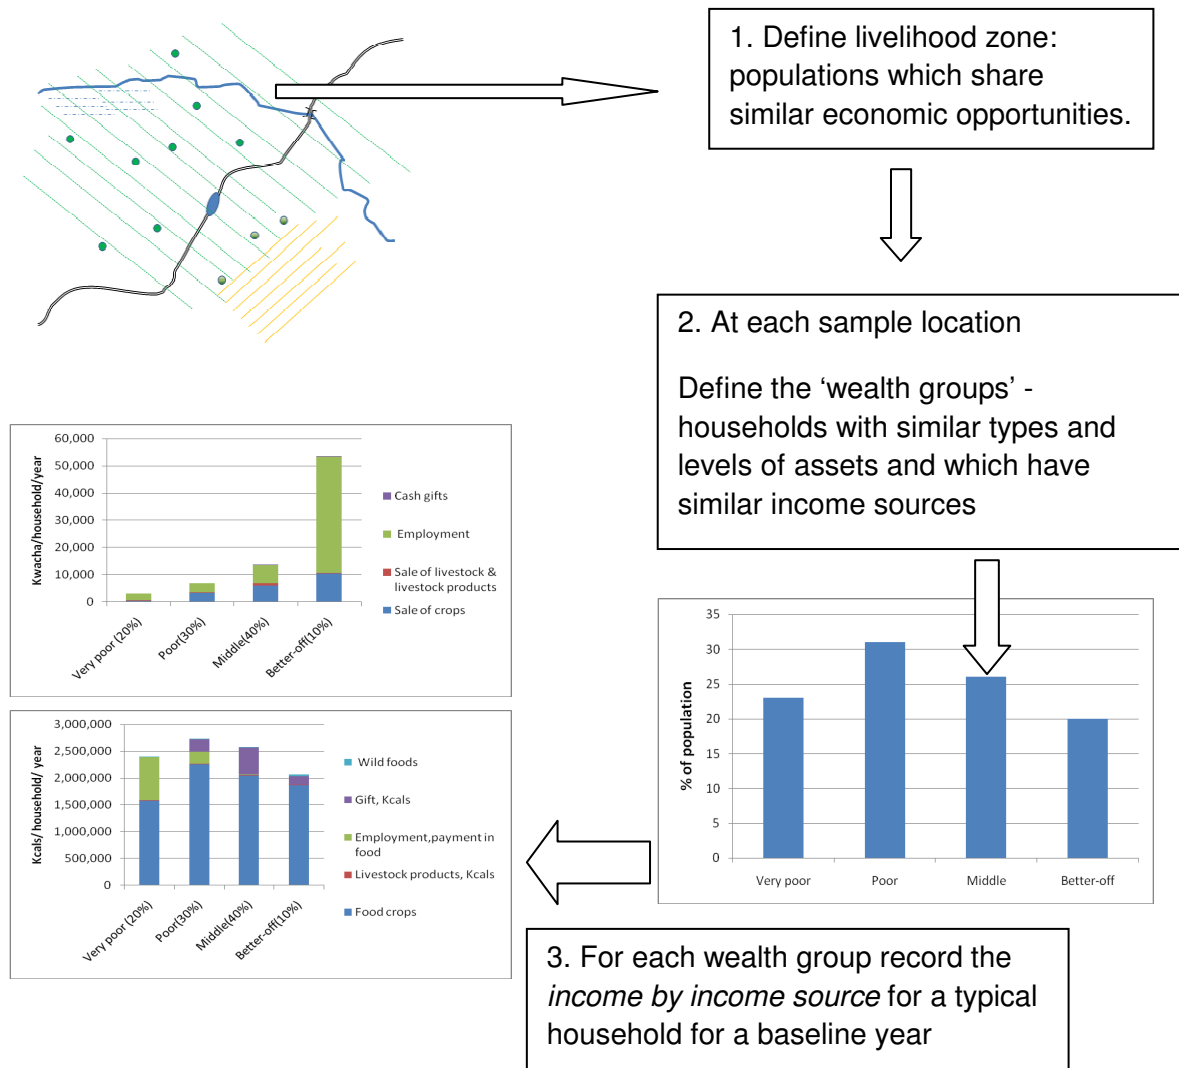 1. Define livelihood zone:
populations which share
similar economic opportunities.
2. At each sample location
Define the ‘wealth groups’ -
households with similar types and
levels of assets and which have
similar income sources
Kwacha/household/year
60,000
50,000
40,000
30,000
20,000
10,000
0
Very poor (20%)
Poor(30%)
Middle(40%)
Better-off(10%)
Cash gifts
Employment
Sale of livestock &
livestock products
Sale of crops
% of population
35
30
25
20
15
10
5
0
Very poor
Poor
Middle
Better-off
Kcals/household/ year
3,000,000
2,500,000
2,000,000
1,500,000
1,000,000
500,000
0
Very poor (20%)
Poor(30%)
Middle(40%)
Better-off(10%)
Wild foods
Gift, Kcals
Employment,payment in
food
Livestock products, Kcals
Food crops
3. For each wealth group record the
income by income source for a typical
household for a baseline year